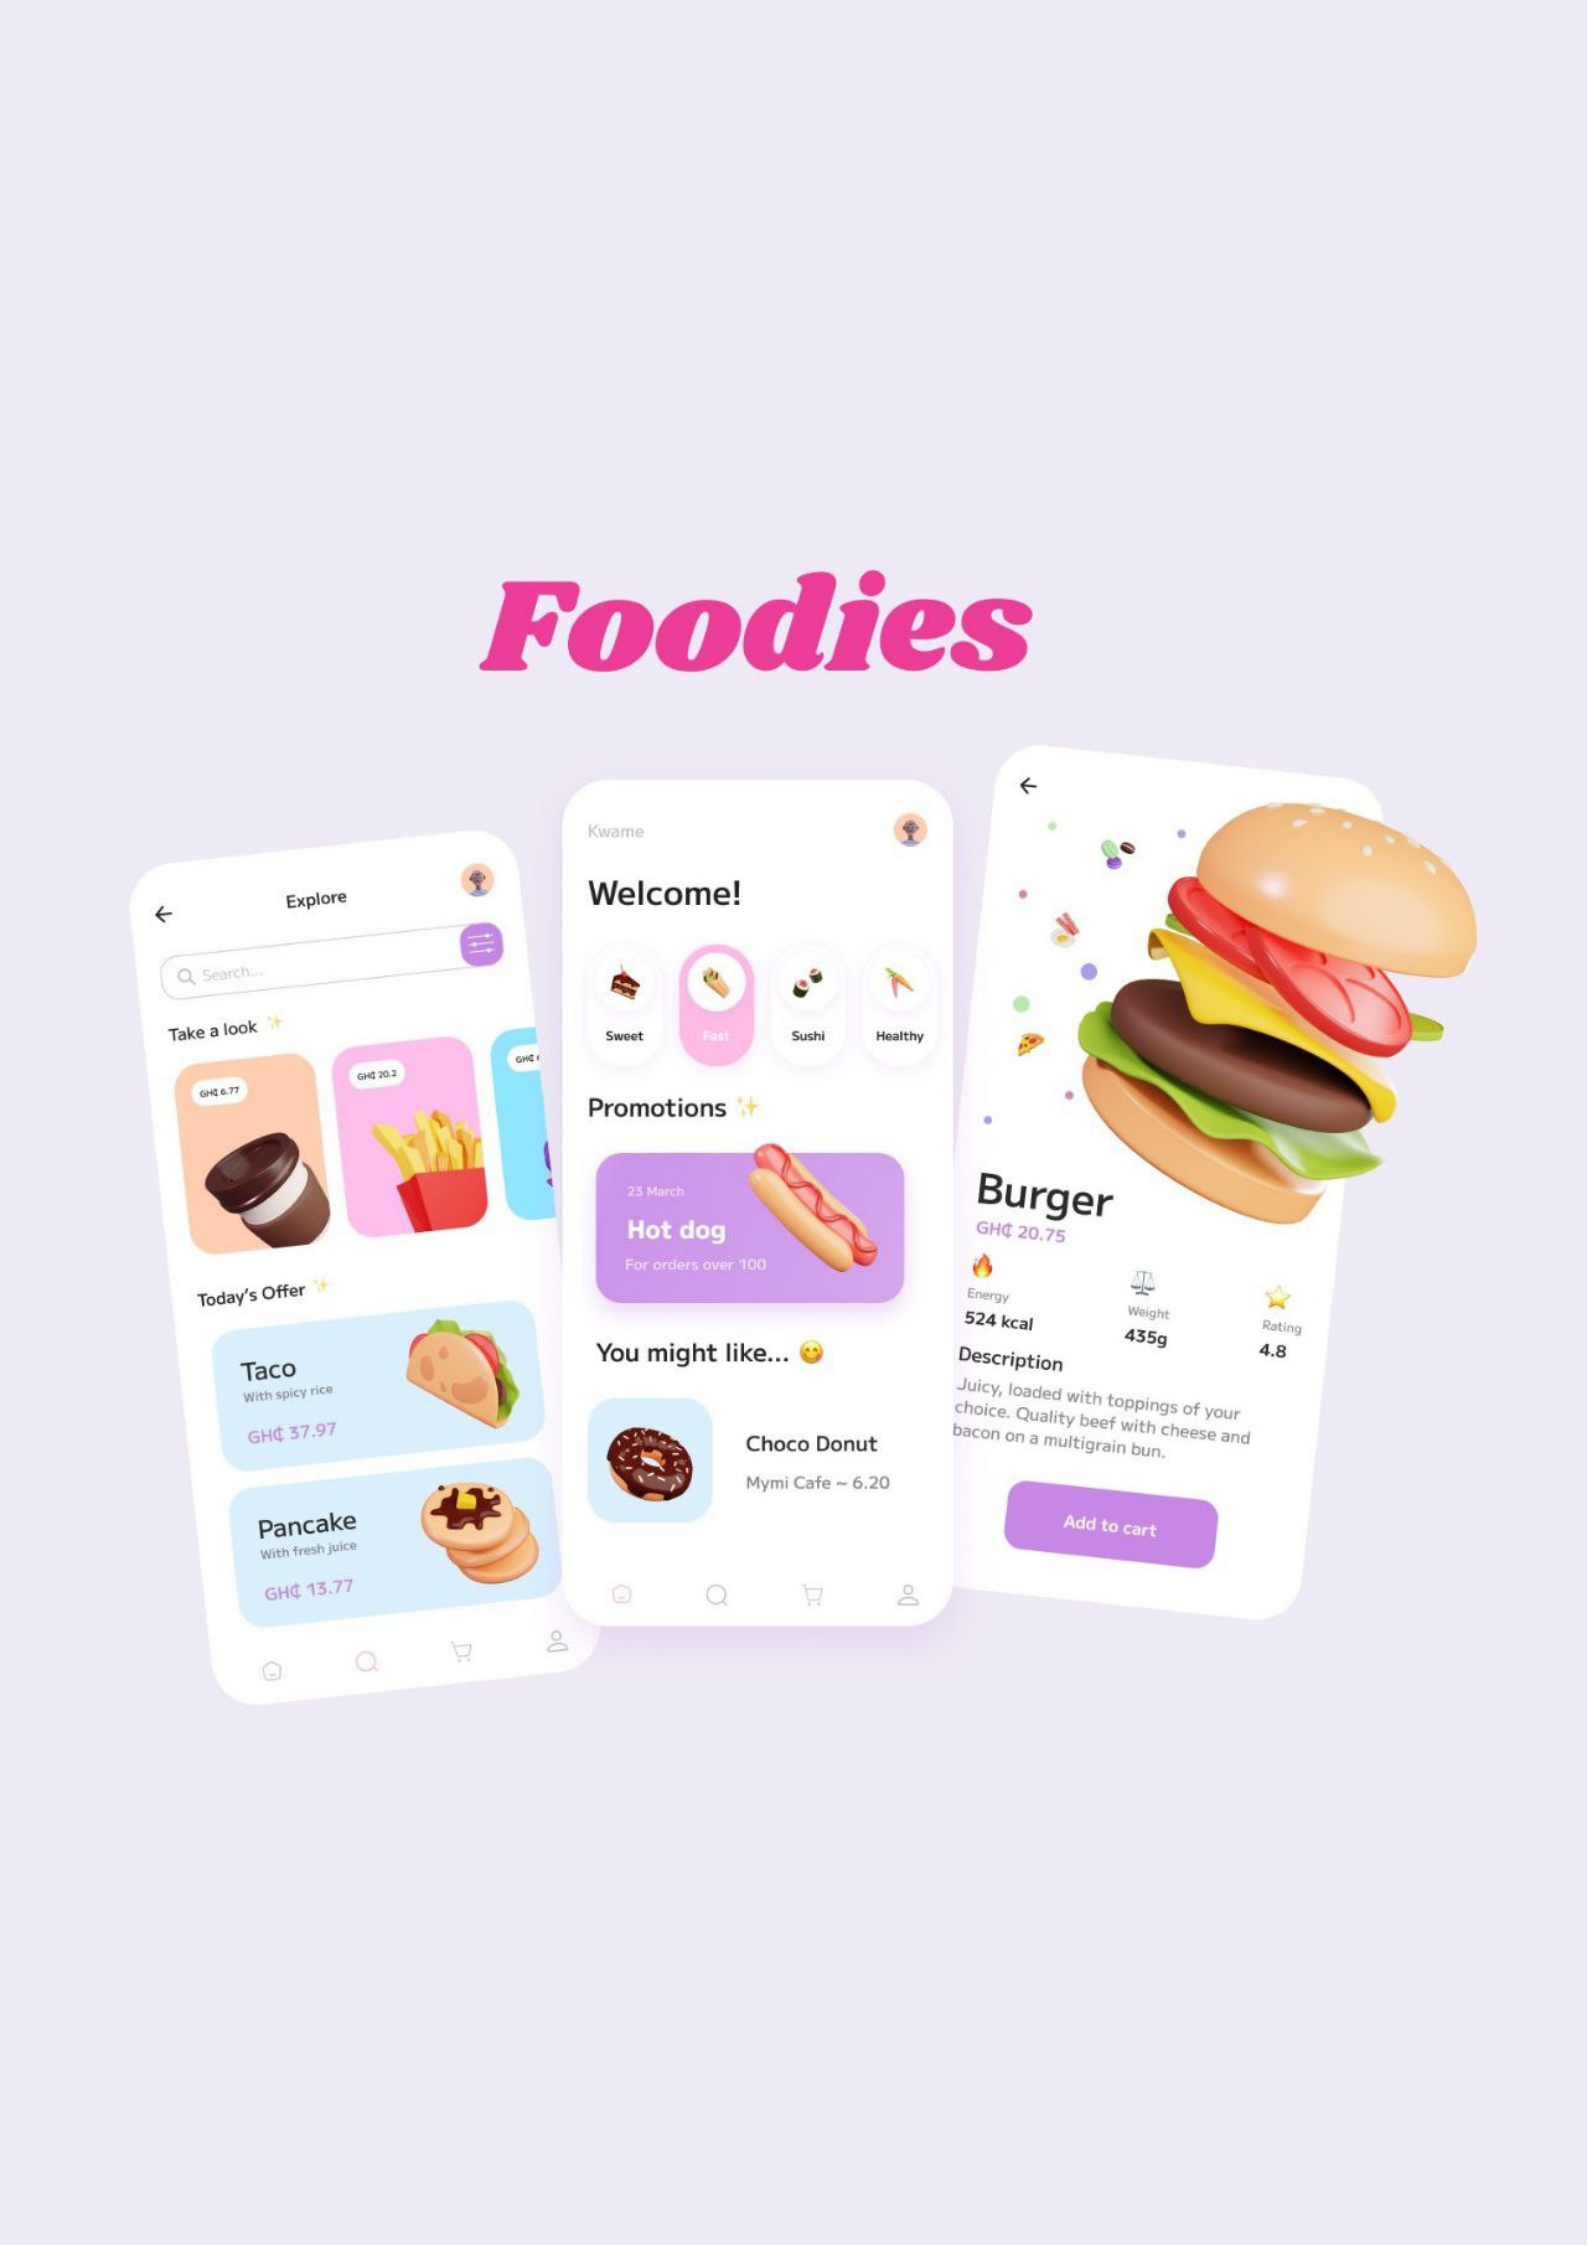 Foodies
Explore
Search...
Take a look
GH₵ 6.77
GH₵ 20.2
GH₵
Today's Offer
Taco
With spicy rice
GH₵ 37.97
Pancake
With fresh juice
GH₵ 13.77
Kwame
Welcome!
Sweet
Fast
Sushi
Healthy
Promotions
23 March
Hot dog
For orders over 100
You might like...
Choco Donut
Mymi Cafe ~ 6.20
Burger
GH₵ 20.75
Energy
Weight
Rating
524 kcal
435g
4.8
Description
Juicy, loaded with toppings of your
choice. Quality beef with cheese and
bacon on a multigrain bun.
Add to cart